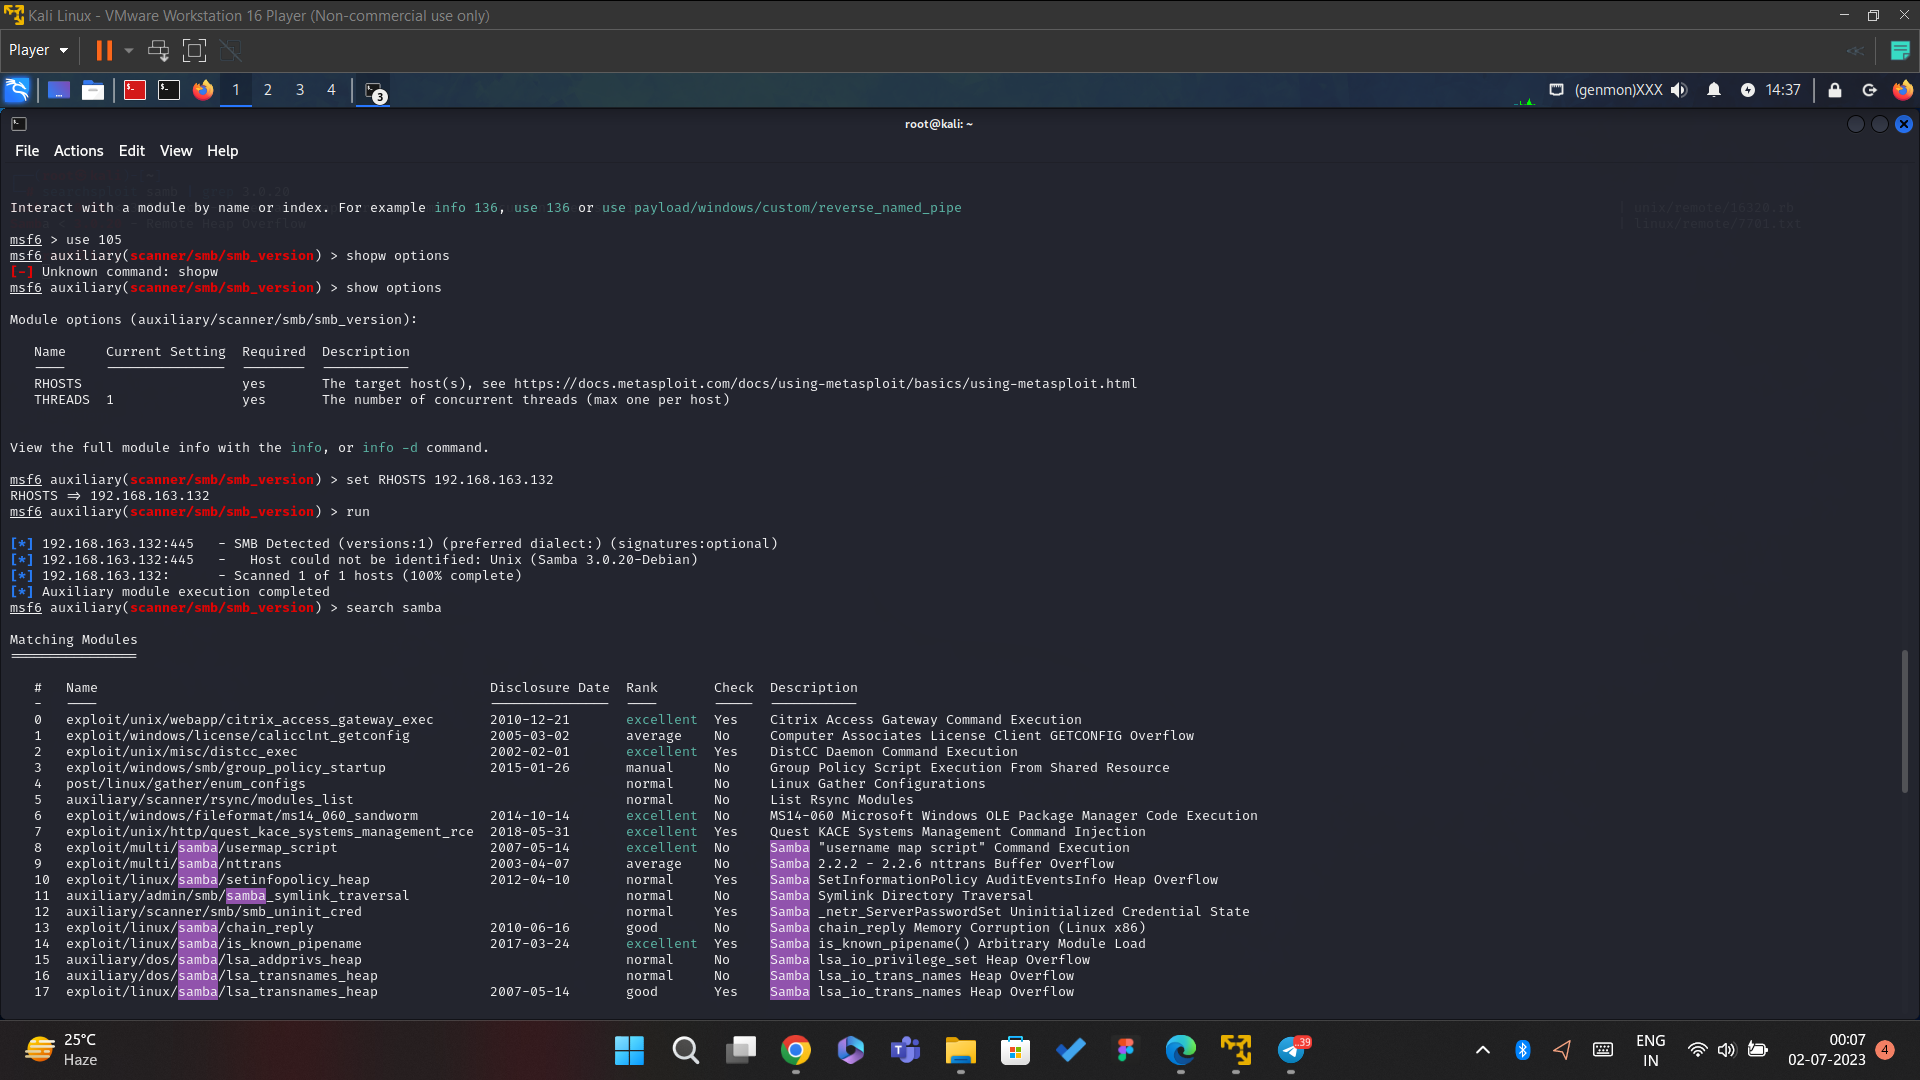 Kali Linux - VMware Workstation 16 Player (Non-commercial use only)
Player
1 2 3 4 3 (genmon)XXX 14:37
root@kali: ~
File Actions Edit View Help
Interact with a module by name or index. For example info 136, use 136 or use payload/windows/custom/reverse_named_pipe
msf6 > use 105
msf6 auxiliary(scanner/smb/smb_version) > shopw options
[-] Unknown command: shopw
msf6 auxiliary(scanner/smb/smb_version) > show options
Module options (auxiliary/scanner/smb/smb_version):
Name Current Setting Required Description
RHOSTS yes The target host(s), see https://docs.metasploit.com/docs/using-metasploit/basics/using-metasploit.html
THREADS 1 yes The number of concurrent threads (max one per host)
View the full module info with the info, or info -d command.
msf6 auxiliary(scanner/smb/smb_version) > set RHOSTS 192.168.163.132
RHOSTS => 192.168.163.132
msf6 auxiliary(scanner/smb/smb_version) > run
[*] 192.168.163.132:445 - SMB Detected (versions:1) (preferred dialect:) (signatures:optional)
[*] 192.168.163.132:445 - Host could not be identified: Unix (Samba 3.0.20-Debian)
[*] 192.168.163.132: - Scanned 1 of 1 hosts (100% complete)
[*] Auxiliary module execution completed
msf6 auxiliary(scanner/smb/smb_version) > search samba
Matching Modules
# Name Disclosure Date Rank Check Description
0 exploit/unix/webapp/citrix_access_gateway_exec 2010-12-21 excellent Yes Citrix Access Gateway Command Execution
1 exploit/windows/license/calicclnt_getconfig 2005-03-02 average No Computer Associates License Client GETCONFIG Overflow
2 exploit/unix/misc/distcc_exec 2002-02-01 excellent Yes DistCC Daemon Command Execution
3 exploit/windows/smb/group_policy_startup 2015-01-26 manual No Group Policy Script Execution From Shared Resource
4 post/linux/gather/enum_configs normal No Linux Gather Configurations
5 auxiliary/scanner/rsync/modules_list normal No List Rsync Modules
6 exploit/windows/fileformat/ms14_060_sandworm 2014-10-14 excellent No MS14-060 Microsoft Windows OLE Package Manager Code Execution
7 exploit/unix/http/quest_kace_systems_management_rce 2018-05-31 excellent Yes Quest KACE Systems Management Command Injection
8 exploit/multi/samba/usermap_script 2007-05-14 excellent No Samba "username map script" Command Execution
9 exploit/multi/samba/nttrans 2003-04-07 average No Samba 2.2.2 - 2.2.6 nttrans Buffer Overflow
10 exploit/linux/samba/setinfopolicy_heap 2012-04-10 normal Yes Samba SetInformationPolicy AuditEventsInfo Heap Overflow
11 auxiliary/admin/smb/samba_symlink_traversal normal No Samba Symlink Directory Traversal
12 auxiliary/scanner/smb/smb_uninit_cred normal Yes Samba _netr_ServerPasswordSet Uninitialized Credential State
13 exploit/linux/samba/chain_reply 2010-06-16 good No Samba chain_reply Memory Corruption (Linux x86)
14 exploit/linux/samba/is_known_pipename 2017-03-24 excellent Yes Samba is_known_pipename() Arbitrary Module Load
15 auxiliary/dos/samba/lsa_addprivs_heap normal No Samba lsa_io_privilege_set Heap Overflow
16 auxiliary/dos/samba/lsa_transnames_heap normal No Samba lsa_io_trans_names Heap Overflow
17 exploit/linux/samba/lsa_transnames_heap 2007-05-14 good Yes Samba lsa_io_trans_names Heap Overflow
25°C
Haze
39
ENG
IN
00:07
02-07-2023
4